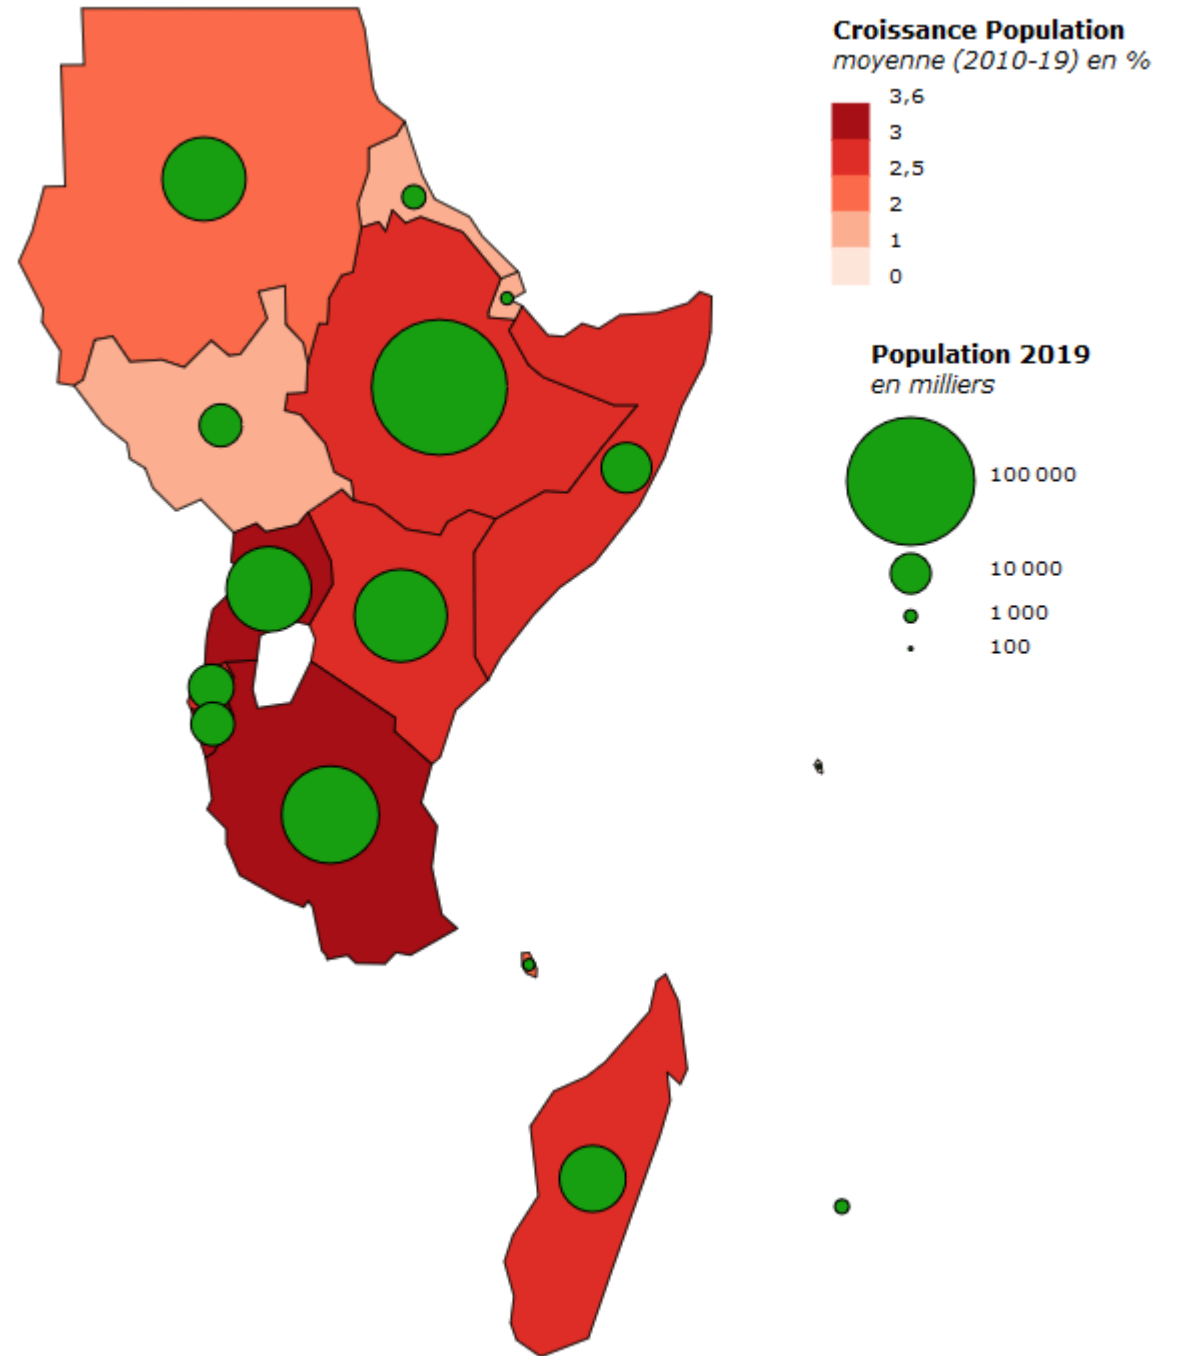 Croissance Population
moyenne (2010-19) en %
3,6
3
2,5
2
1
0
Population 2019
en milliers
100 000
10 000
1 000
100